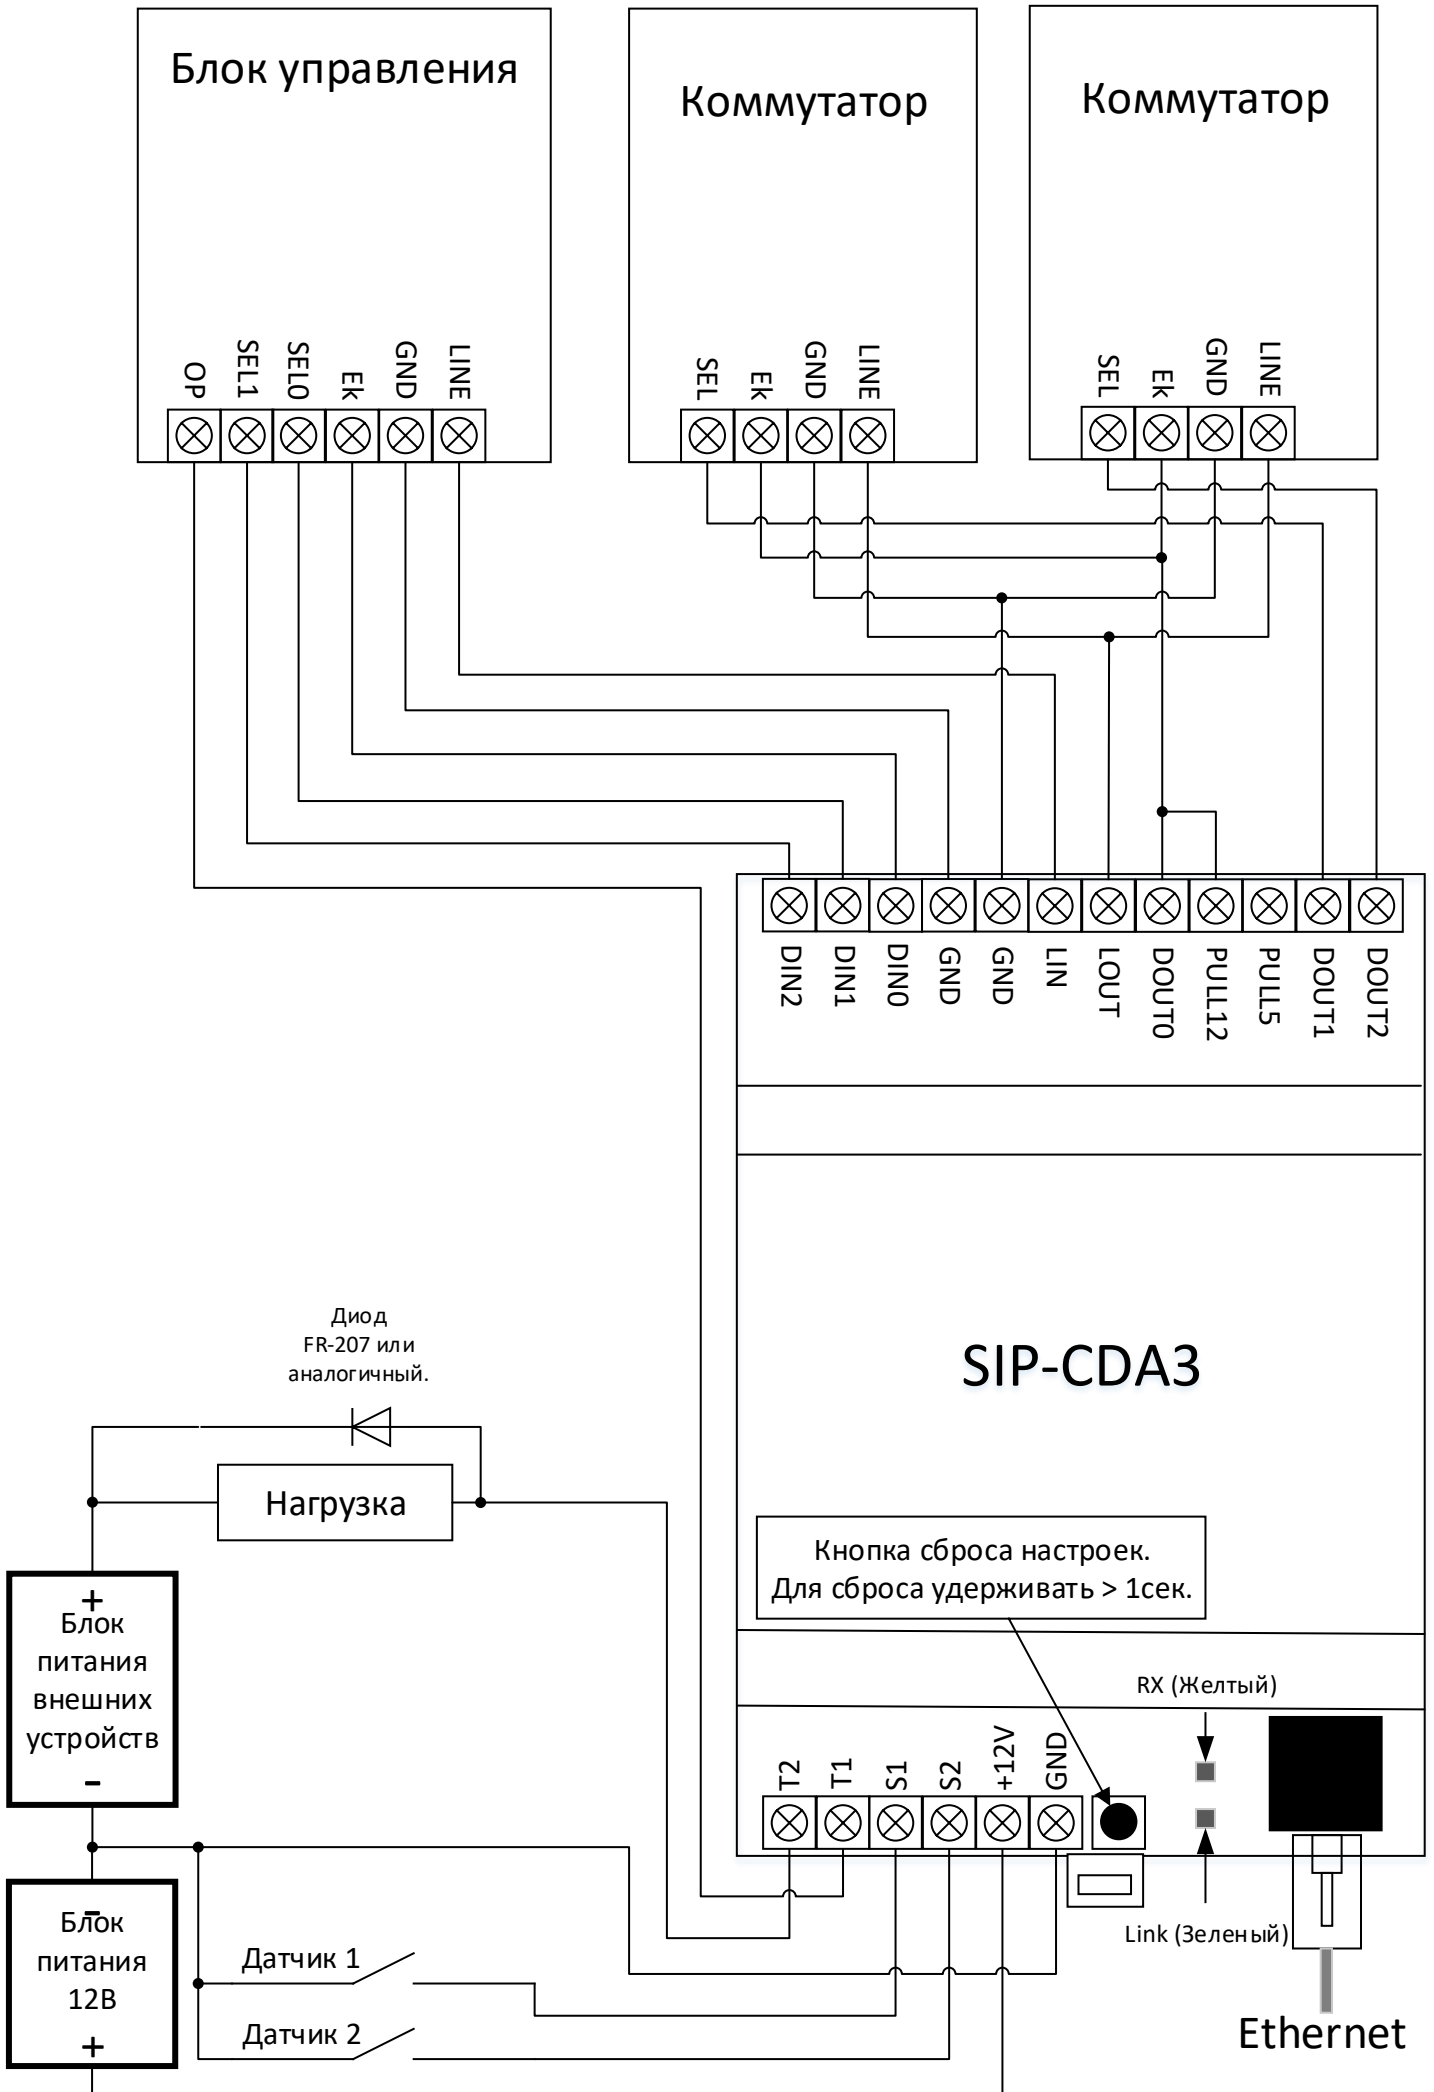 Блок управления
Коммутатор
Коммутатор
OP
SEL1
SEL0
Ek
GND
LINE
SEL
Ek
GND
LINE
SEL
Ek
GND
LINE
DIN2
DIN1
DIN0
GND
GND
LIN
LOUT
DOUT0
PULL12
PULL5
DOUT1
DOUT2
SIP-CDA3
Диод
FR-207 или
аналогичный.
Нагрузка
Кнопка сброса настроек.
Для сброса удерживать > 1сек.
+
Блок
питания
внешних
устройств
-
RX (Желтый)
T2
T1
S1
S2
+12V
GND
Link (Зеленый)
-
Блок
питания
12В
+
Датчик 1
Датчик 2
Ethernet